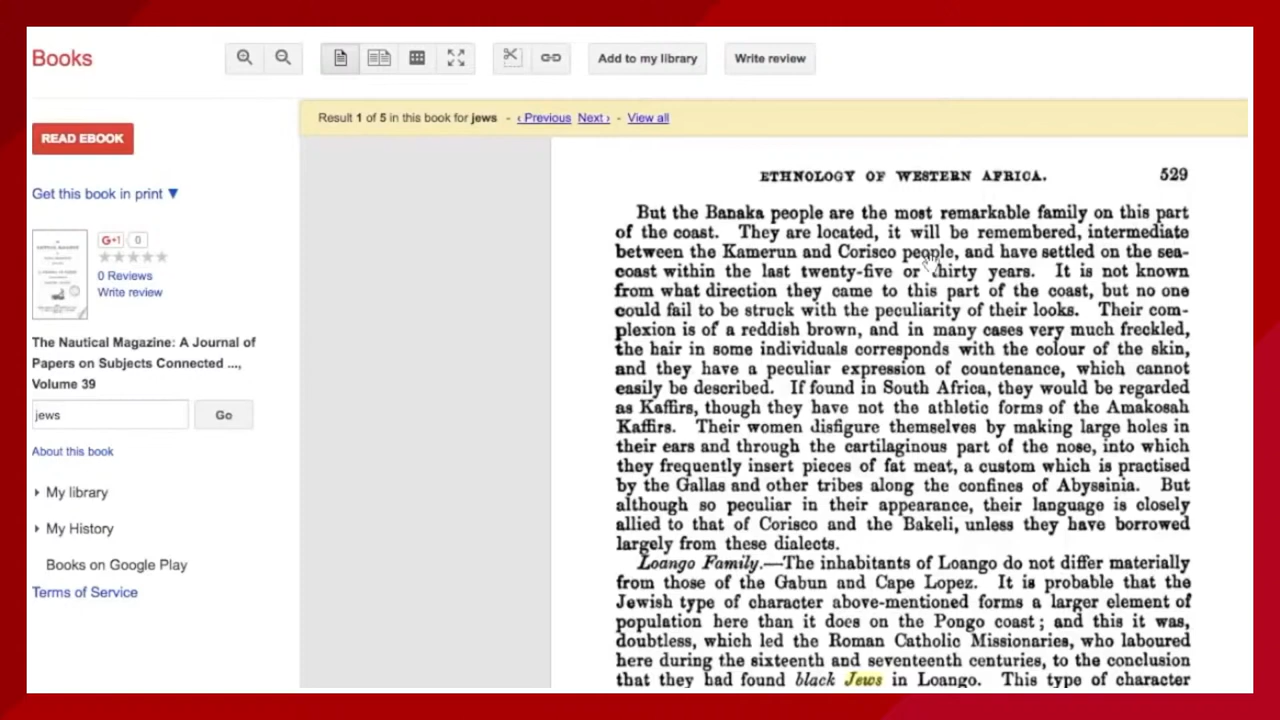 Books
Add to my library
Write review
Result 1 of 5 in this book for jews - ‹ Previous Next › - View all
READ EBOOK
Get this book in print ▼
G+1 0
0 Reviews
Write review
The Nautical Magazine: A Journal of
Papers on Subjects Connected ...,
Volume 39
jews
Go
About this book
My library
My History
Books on Google Play
Terms of Service
ETHNOLOGY OF WESTERN AFRICA. 529
But the Banaka people are the most remarkable family on this part
of the coast. They are located, it will be remembered, intermediate
between the Kamerun and Corisco people, and have settled on the sea-
coast within the last twenty-five or thirty years. It is not known
from what direction they came to this part of the coast, but no one
could fail to be struck with the peculiarity of their looks. Their com-
plexion is of a reddish brown, and in many cases very much freckled,
the hair in some individuals corresponds with the colour of the skin,
and they have a peculiar expression of countenance, which cannot
easily be described. If found in South Africa, they would be regarded
as Kaffirs, though they have not the athletic forms of the Amakosah
Kaffirs. Their women disfigure themselves by making large holes in
their ears and through the cartilaginous part of the nose, into which
they frequently insert pieces of fat meat, a custom which is practised
by the Gallas and other tribes along the confines of Abyssinia. But
although so peculiar in their appearance, their language is closely
allied to that of Corisco and the Bakeli, unless they have borrowed
largely from these dialects.
Loango Family.—The inhabitants of Loango do not differ materially
from those of the Gabun and Cape Lopez. It is probable that the
Jewish type of character above-mentioned forms a larger element of
population here than it does on the Pongo coast; and this it was,
doubtless, which led the Roman Catholic Missionaries, who laboured
here during the sixteenth and seventeenth centuries, to the conclusion
that they had found black Jews in Loango. This type of character